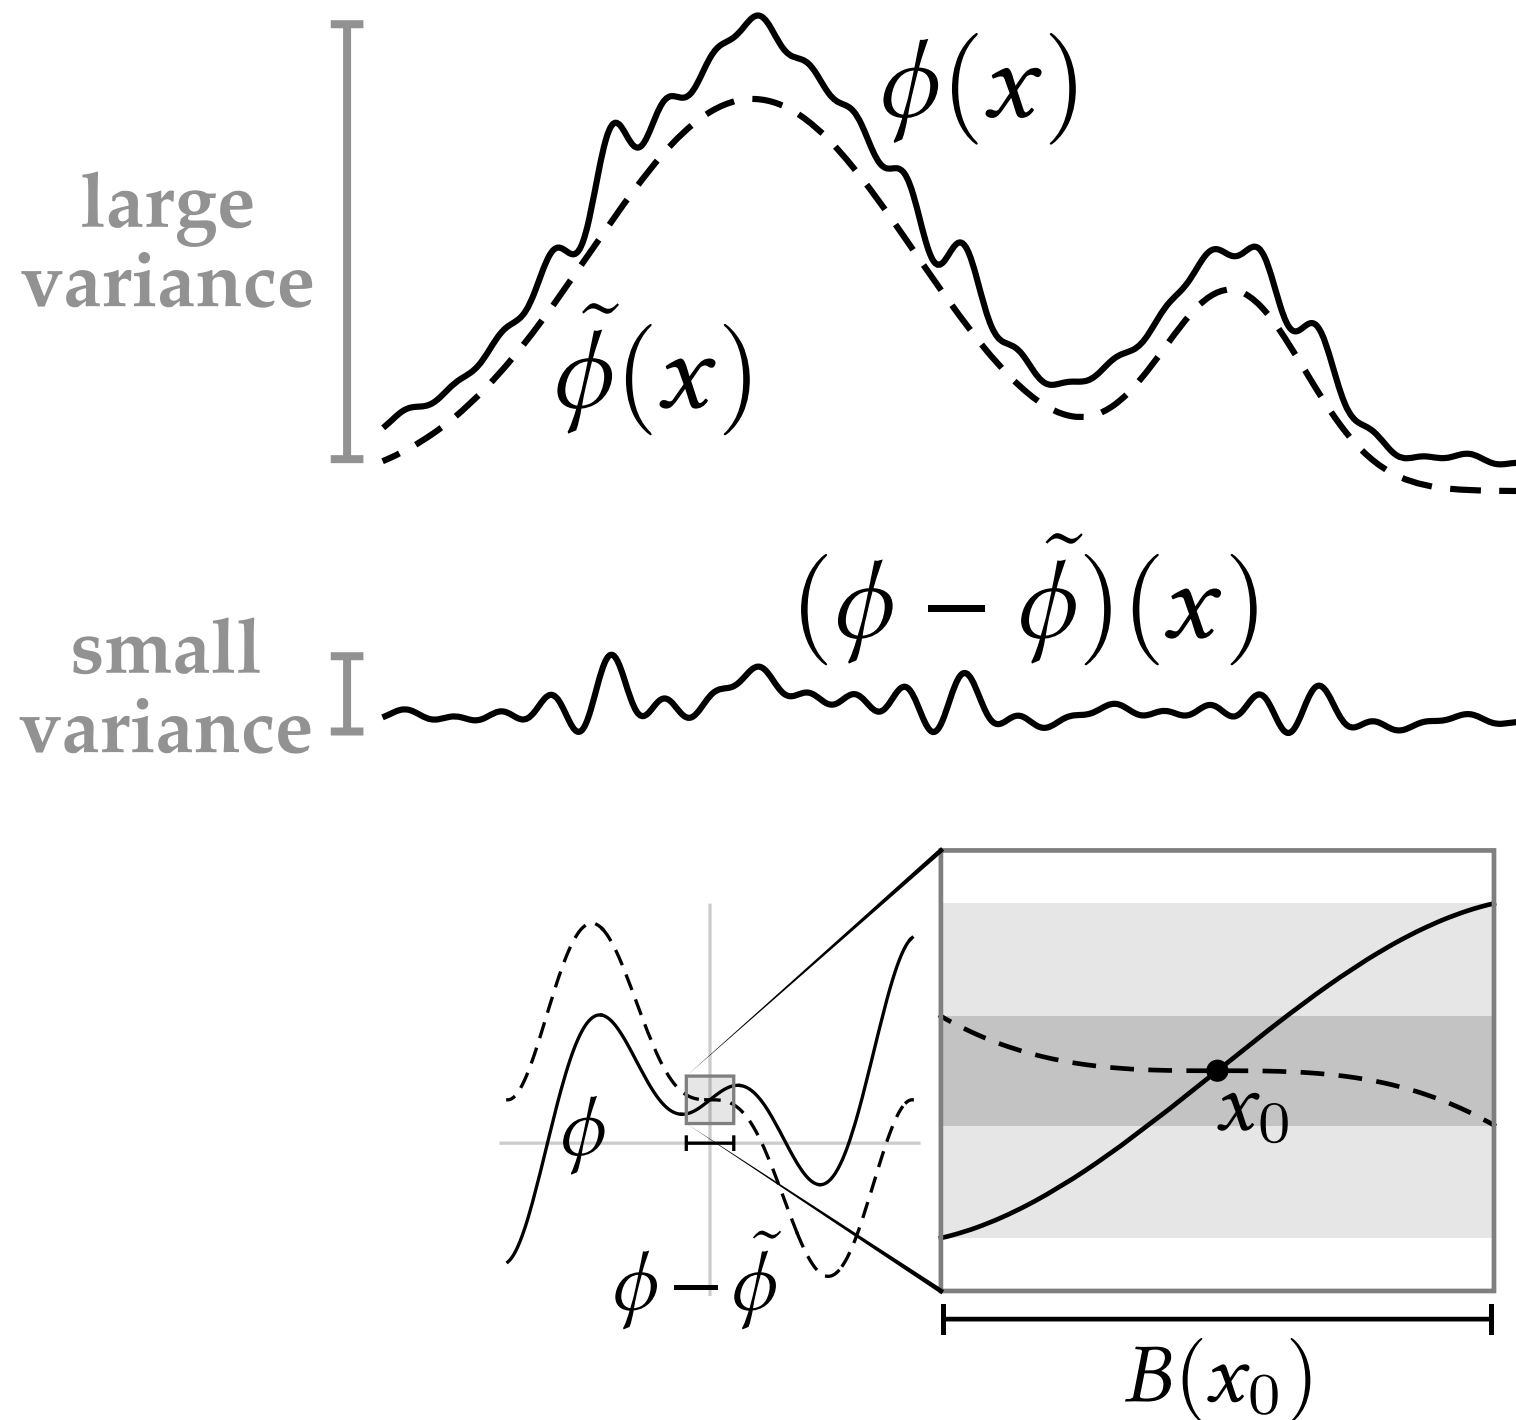 ϕ(x)
large
variance
ϕ̃(x)
(ϕ − ϕ̃)(x)
small
variance
ϕ
x₀
ϕ − ϕ̃
B(x₀)